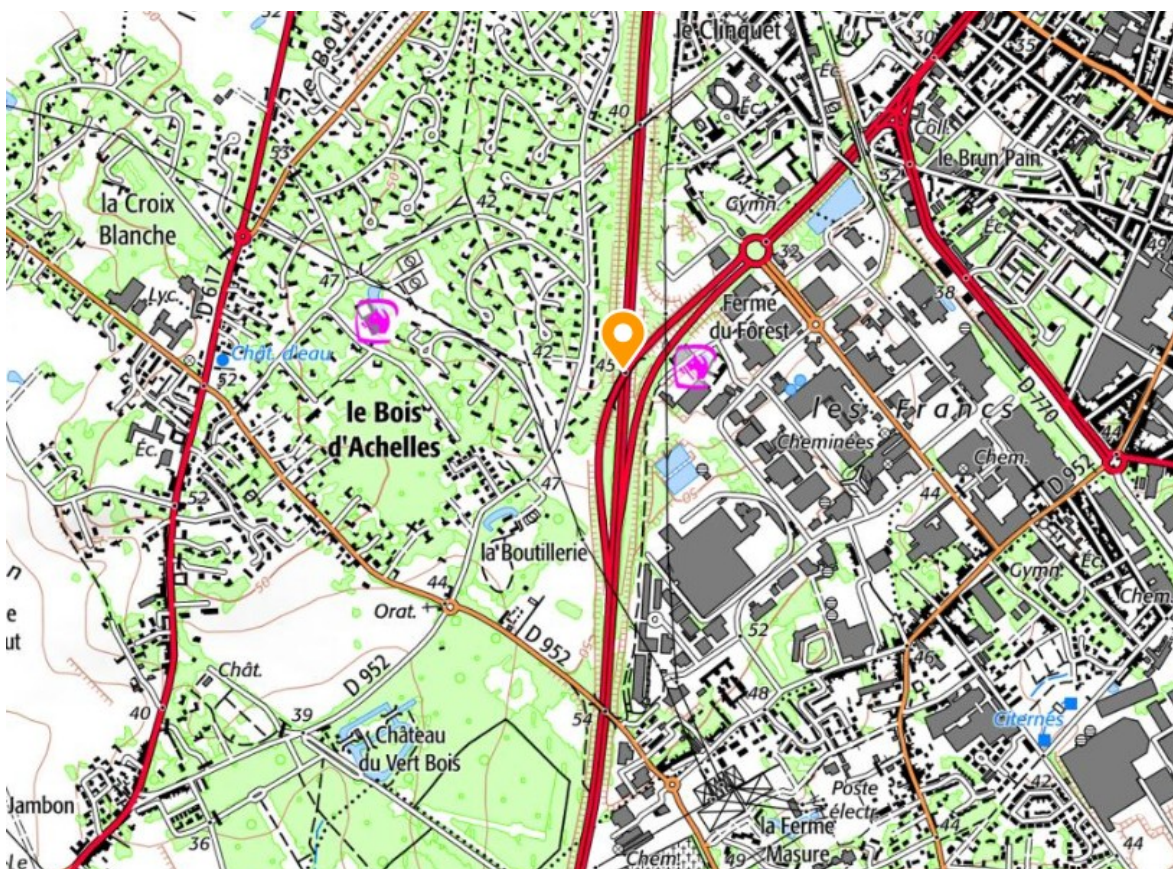 52
le Clinquet
30
35
Éc.
40
Éc.
Coll.
53
le Brun Pain
32
la Croix
Blanche
42
Gymn.
49
Éc.
32
47
38
Lyc.
D 67
Ferme
du Fôrest
Chât. d'eau
42
45
52
le Bois
d'Achelles
les Francs
D 770
Cheminées
Chem.
44
Éc.
D 952
47
44
52
la Boutillerie
Gymn.
Éc.
Chem.
44
Orat.
52
D 952
46
D 952
Chât.
48
40
39
54
Citernes
Château
du Vert Bois
42
Jambon
Poste
électr.
36
la Ferme
Masure
44
44
Chem.
49